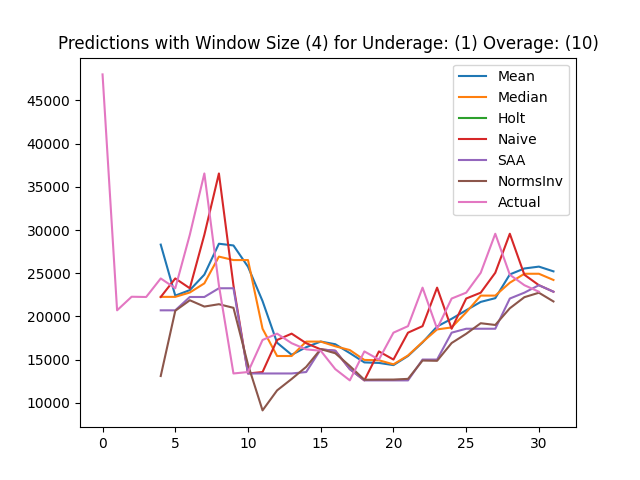 Predictions with Window Size (4) for Underage: (1) Overage: (10)
Mean
Median
Holt
Naive
SAA
NormsInv
Actual
45000
40000
35000
30000
25000
20000
15000
10000
0 5 10 15 20 25 30